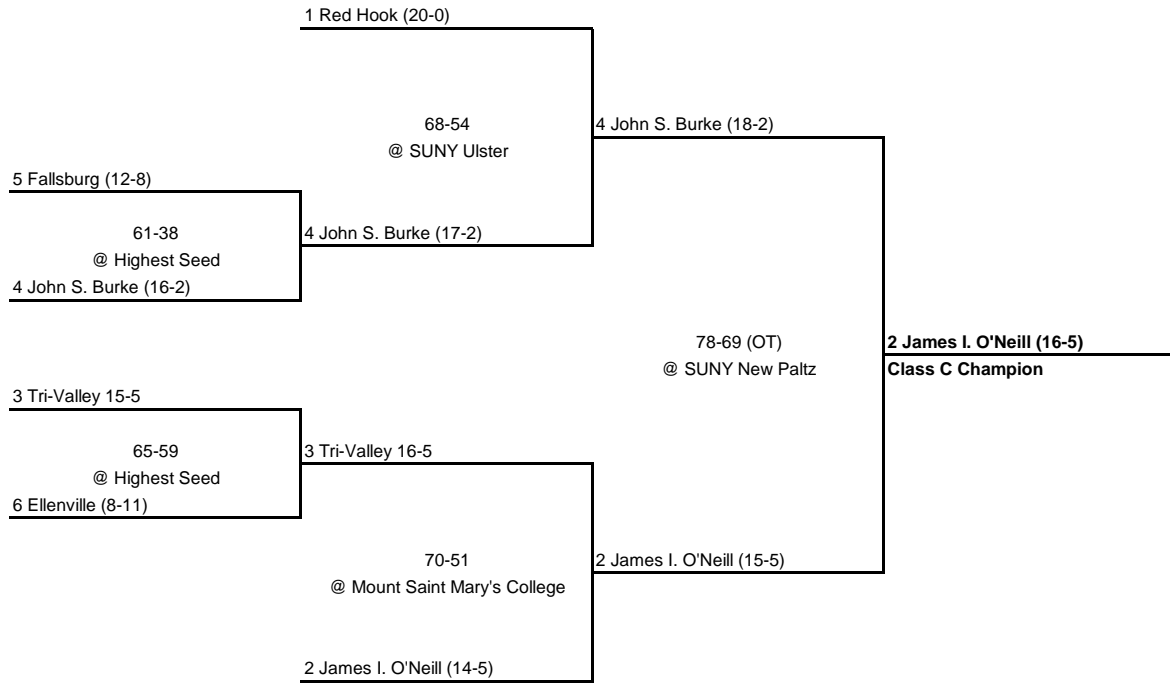 1 Red Hook (20-0)
68-54
@ SUNY Ulster
4 John S. Burke (18-2)
5 Fallsburg (12-8)
61-38
@ Highest Seed
4 John S. Burke (17-2)
4 John S. Burke (16-2)
78-69 (OT)
@ SUNY New Paltz
2 James I. O'Neill (16-5)
Class C Champion
3 Tri-Valley 15-5
65-59
@ Highest Seed
3 Tri-Valley 16-5
6 Ellenville (8-11)
70-51
@ Mount Saint Mary's College
2 James I. O'Neill (15-5)
2 James I. O'Neill (14-5)